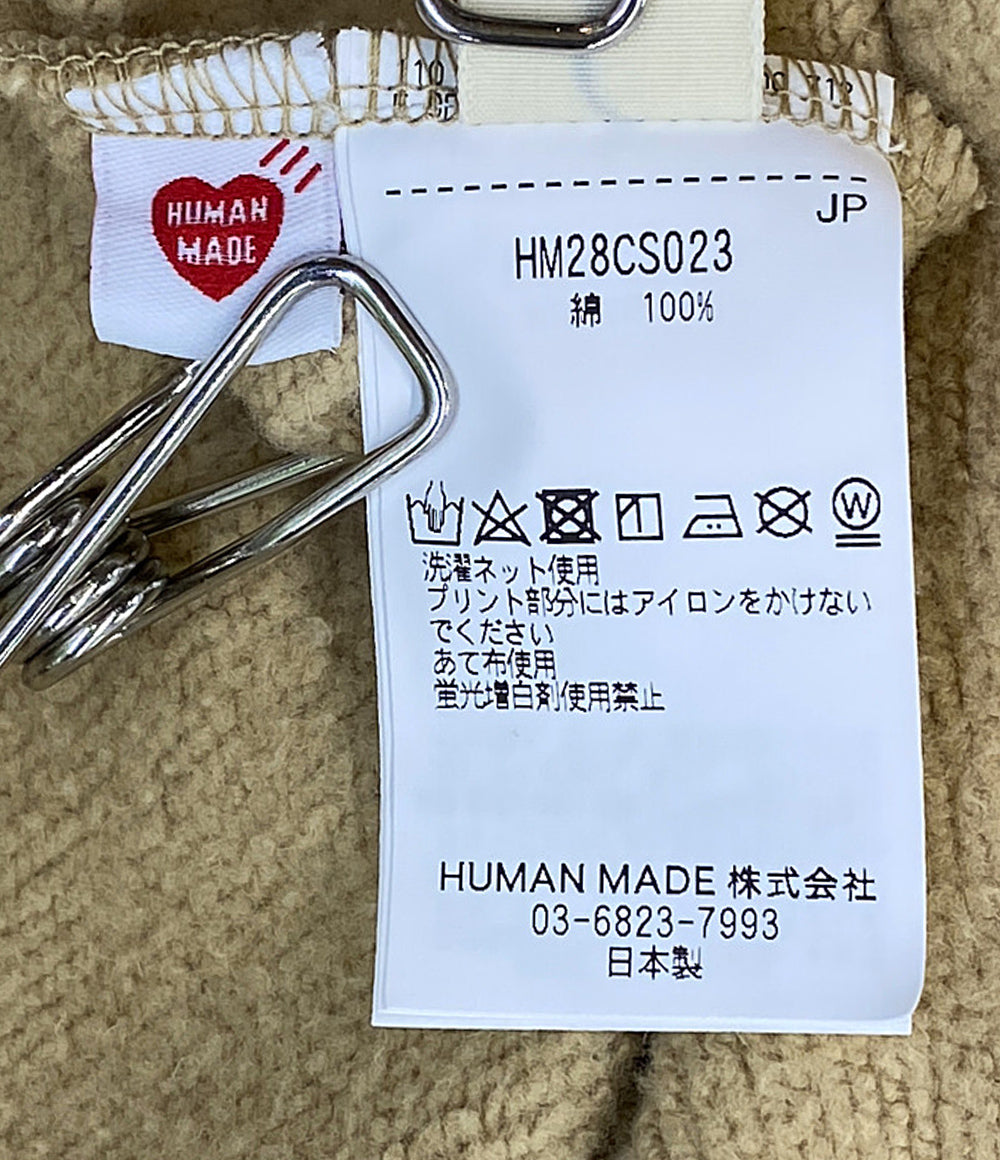 110
HUMAN
MADE
JP
HM28CS023
綿 100%
W
洗濯ネット使用
プリント部分にはアイロンをかけない
でください
あて布使用
蛍光増白剤使用禁止
HUMAN MADE 株式会社
03-6823-7993
日本製